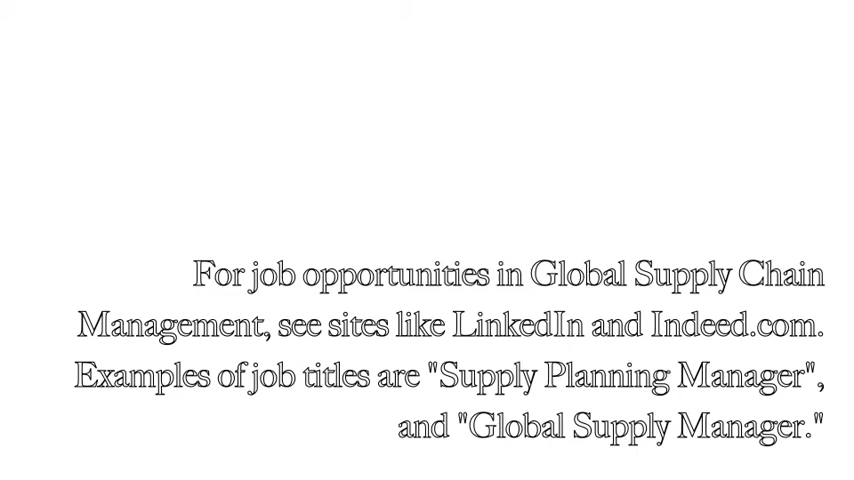 For job opportunities in Global Supply Chain
Management, see sites like LinkedIn and Indeed.com.
Examples of job titles are "Supply Planning Manager",
and "Global Supply Manager."